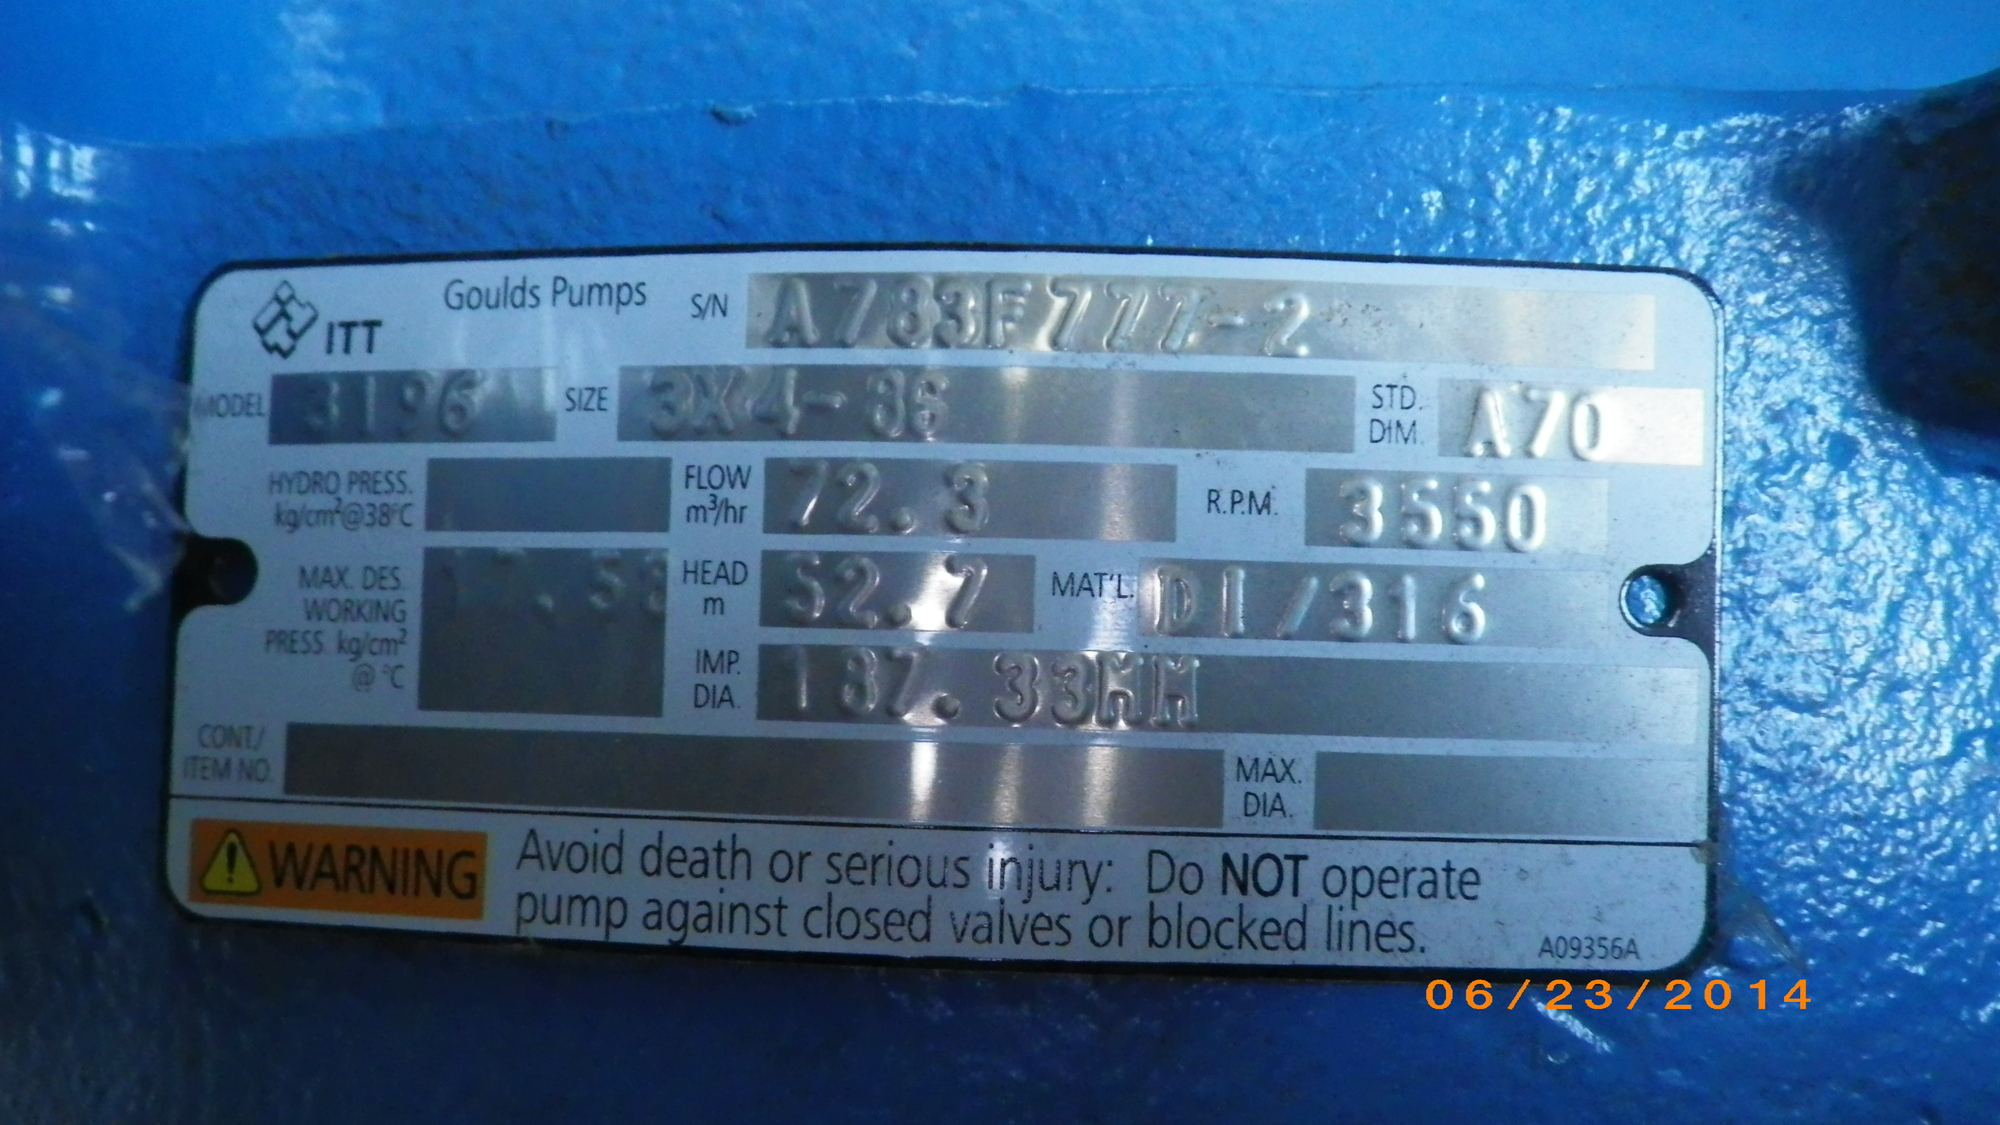 ITT Goulds Pumps S/N A783F777-2
MODEL 3196 SIZE 3X4-8G STD. DIM. A70
HYDRO PRESS. kg/cm²@38°C FLOW m³/hr 72.3 R.P.M. 3550
MAX. DES. WORKING PRESS. kg/cm² @ °C HEAD m 52.7 MAT'L. DI/316
IMP. DIA. 187.33MM
CONT./ ITEM NO. MAX. DIA.
WARNING Avoid death or serious injury: Do NOT operate
pump against closed valves or blocked lines.
A09356A
06/23/2014